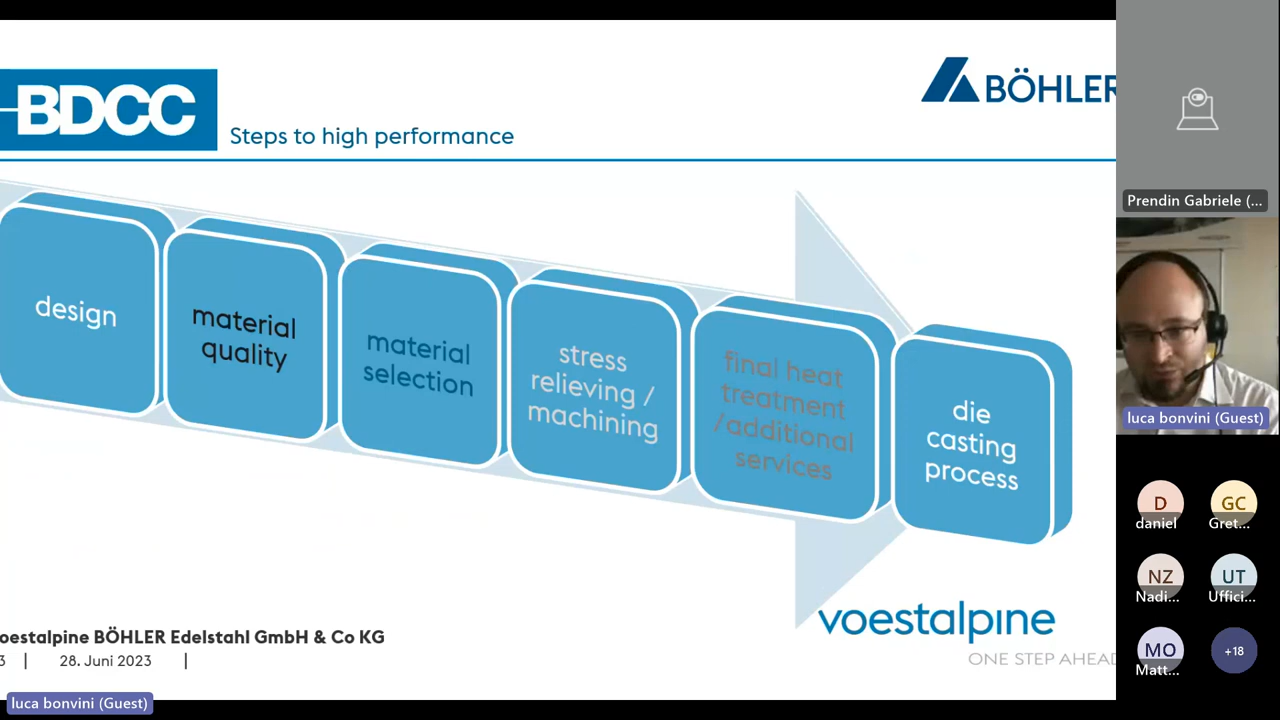 BDCC
Steps to high performance
BÖHLER
design
material
quality
material
selection
stress
relieving /
machining
final heat
treatment
/additional
services
die
casting
process
voestalpine
ONE STEP AHEAD
oestalpine BÖHLER Edelstahl GmbH & Co KG
3 | 28. Juni 2023 |
luca bonvini (Guest)
Prendin Gabriele (...
luca bonvini (Guest)
D
GC
daniel
Gret...
NZ
UT
Nadi...
Uffici...
MO
+18
Matt...